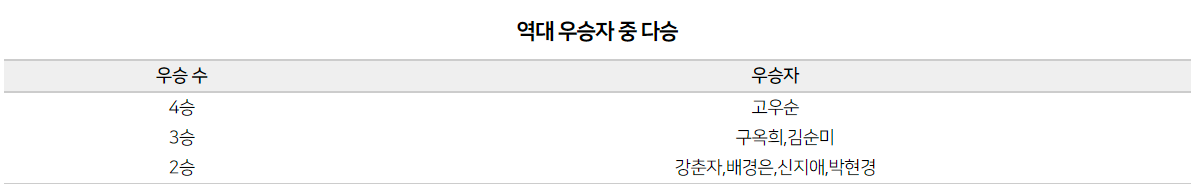 역대 우승자 중 다승
우승 수 우승자
4승 고우순
3승 구옥희,김순미
2승 강춘자,배경은,신지애,박현경